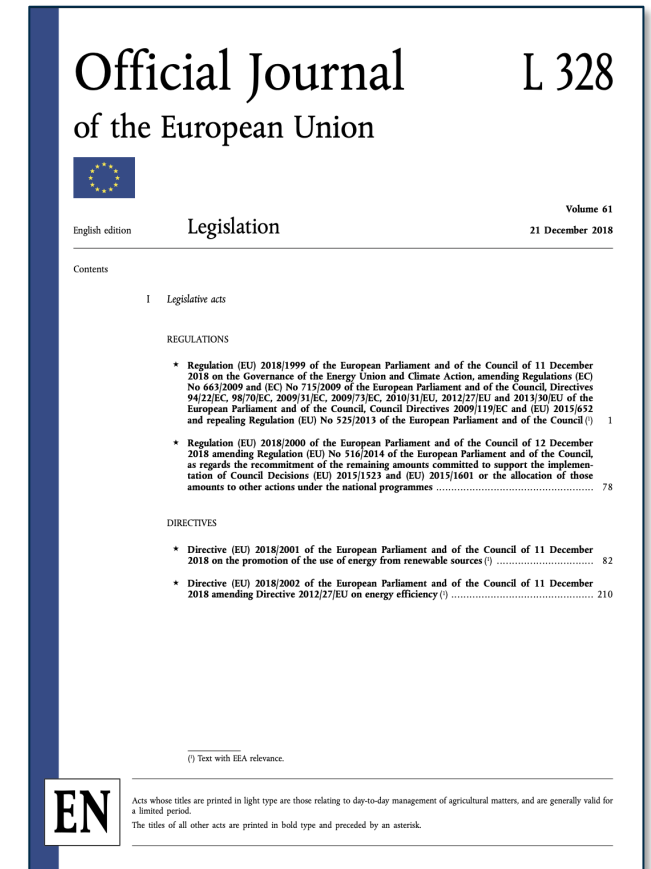 Official Journal L 328
of the European Union
Volume 61
English edition Legislation 21 December 2018
Contents
I Legislative acts
REGULATIONS
★ Regulation (EU) 2018/1999 of the European Parliament and of the Council of 11 December
2018 on the Governance of the Energy Union and Climate Action, amending Regulations (EC)
No 663/2009 and (EC) No 715/2009 of the European Parliament and of the Council, Directives
94/22/EC, 98/70/EC, 2009/31/EC, 2009/73/EC, 2010/31/EU, 2012/27/EU and 2013/30/EU of the
European Parliament and of the Council, Council Directives 2009/119/EC and (EU) 2015/652
and repealing Regulation (EU) No 525/2013 of the European Parliament and of the Council (¹) 1
★ Regulation (EU) 2018/2000 of the European Parliament and of the Council of 12 December
2018 amending Regulation (EU) No 516/2014 of the European Parliament and of the Council,
as regards the recommitment of the remaining amounts committed to support the implemen-
tation of Council Decisions (EU) 2015/1523 and (EU) 2015/1601 or the allocation of those
amounts to other actions under the national programmes ..................................................... 78
DIRECTIVES
★ Directive (EU) 2018/2001 of the European Parliament and of the Council of 11 December
2018 on the promotion of the use of energy from renewable sources (¹) ................................ 82
★ Directive (EU) 2018/2002 of the European Parliament and of the Council of 11 December
2018 amending Directive 2012/27/EU on energy efficiency (¹) ............................................... 210
(¹) Text with EEA relevance.
EN
Acts whose titles are printed in light type are those relating to day-to-day management of agricultural matters, and are generally valid for
a limited period.
The titles of all other acts are printed in bold type and preceded by an asterisk.